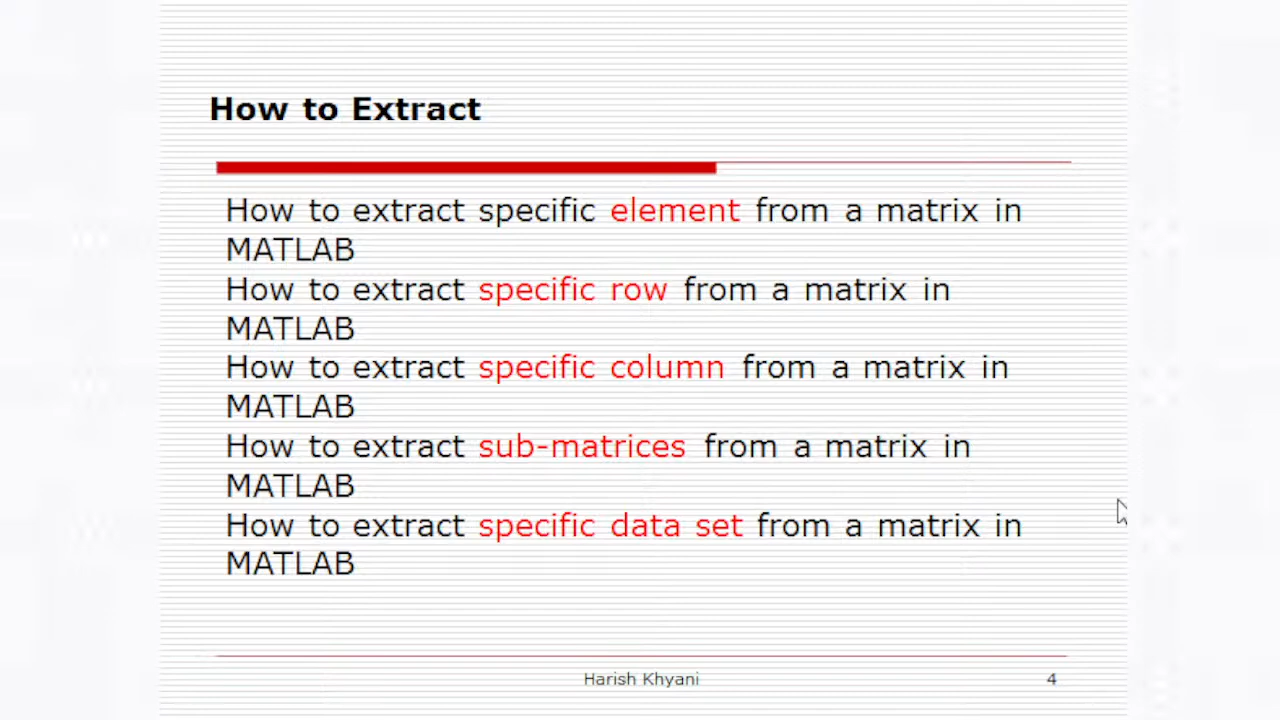 How to Extract
How to extract specific element from a matrix in
MATLAB
How to extract specific row from a matrix in
MATLAB
How to extract specific column from a matrix in
MATLAB
How to extract sub-matrices from a matrix in
MATLAB
How to extract specific data set from a matrix in
MATLAB
Harish Khyani
4